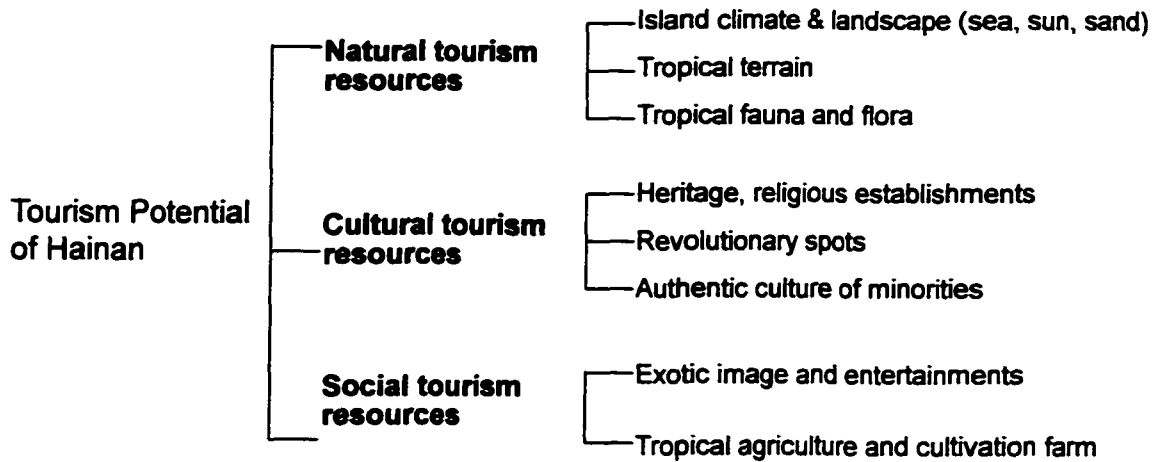 Tourism Potential
of Hainan
Natural tourism
resources
Island climate & landscape (sea, sun, sand)
Tropical terrain
Tropical fauna and flora
Cultural tourism
resources
Heritage, religious establishments
Revolutionary spots
Authentic culture of minorities
Social tourism
resources
Exotic image and entertainments
Tropical agriculture and cultivation farm